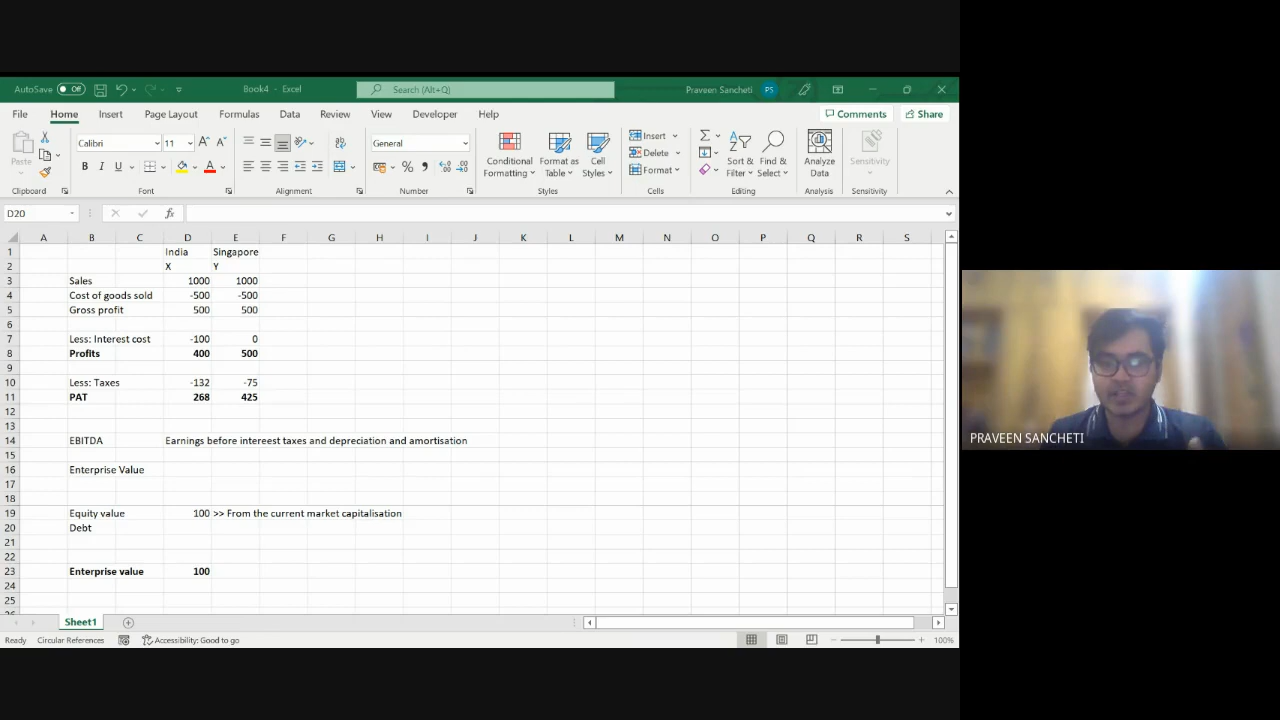 AutoSave Off Book4 - Excel Search (Alt+Q) Praveen Sancheti PS
File Home Insert Page Layout Formulas Data Review View Developer Help Comments Share
Paste Calibri 11 General Conditional Formatting Format as Table Cell Styles Insert Delete Format Sort & Filter Find & Select Analyze Data Sensitivity
Clipboard Font Alignment Number Styles Cells Editing Analysis Sensitivity
D20 fx
A B C D E F G H I J K L M N O P Q R S
1 India Singapore
2 X Y
3 Sales 1000 1000
4 Cost of goods sold -500 -500
5 Gross profit 500 500
6
7 Less: Interest cost -100 0
8 Profits 400 500
9
10 Less: Taxes -132 -75
11 PAT 268 425
12
13
14 EBITDA Earnings before intereest taxes and depreciation and amortisation
15
16 Enterprise Value
17
18
19 Equity value 100 >> From the current market capitalisation
20 Debt
21
22
23 Enterprise value 100
24
25
Sheet1
Ready Circular References Accessibility: Good to go 100%
PRAVEEN SANCHETI